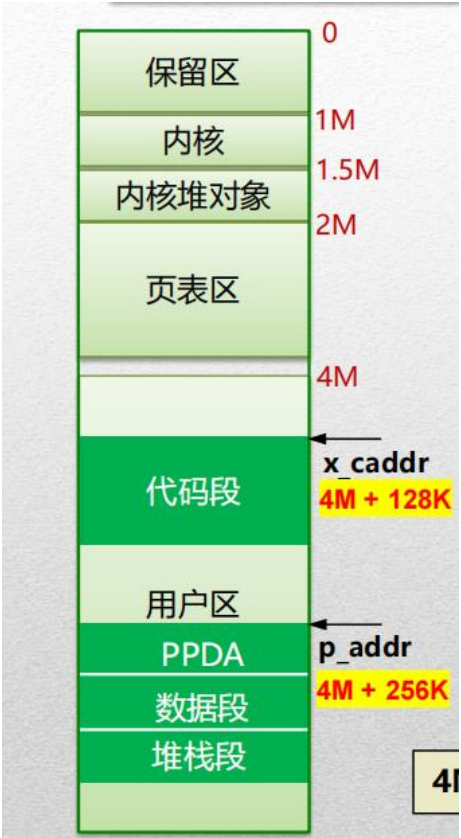 0
保留区
1M
内核
1.5M
内核堆对象
2M
页表区
4M
x_caddr
代码段
4M + 128K
用户区
p_addr
PPDA
4M + 256K
数据段
堆栈段